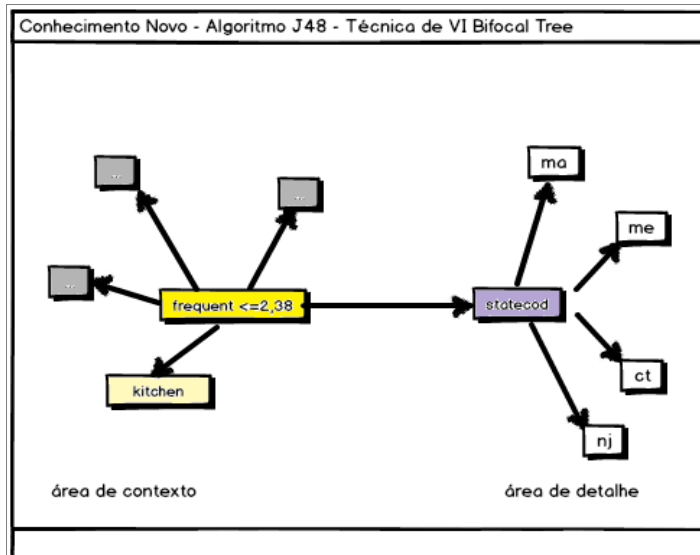 Conhecimento Novo - Algoritmo J48 - Técnica de VI Bifocal Tree
ma
...
...
me
...
frequent <=2,38
statecod
kitchen
ct
nj
área de contexto
área de detalhe